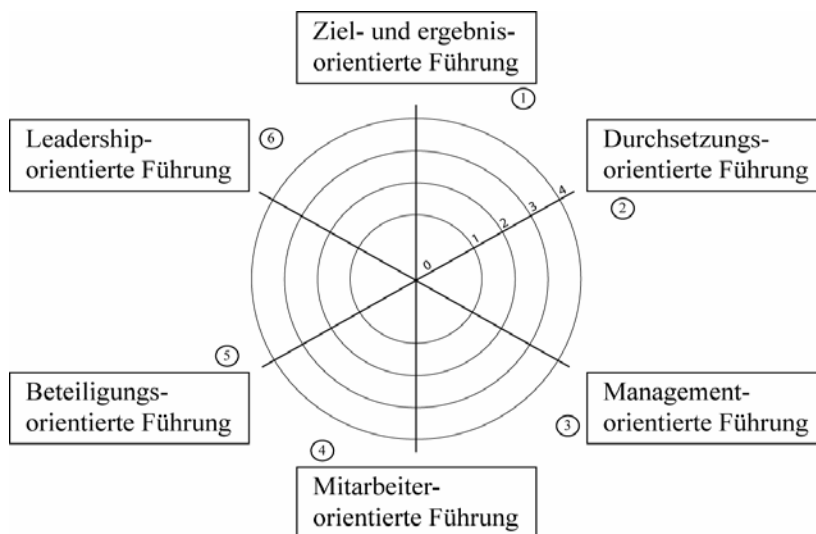 Ziel- und ergebnis-
orientierte Führung
1
Leadership-
orientierte Führung
6
Durchsetzungs-
orientierte Führung
2
4
3
2
1
0
5
Beteiligungs-
orientierte Führung
Management-
orientierte Führung
3
4
Mitarbeiter-
orientierte Führung